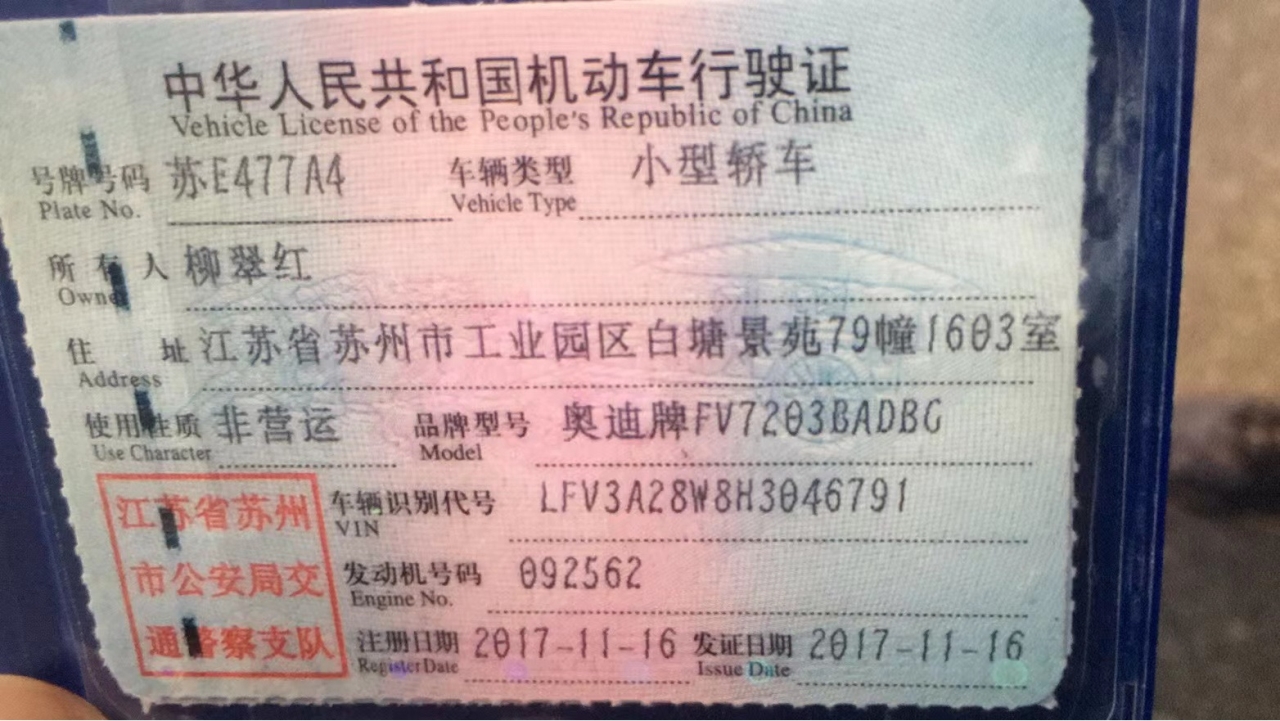 中华人民共和国机动车行驶证
Vehicle License of the People's Republic of China
号牌号码 苏E477A4 车辆类型 小型轿车
Plate No. Vehicle Type
所有人 柳翠红
Owner
住址 江苏省苏州市工业园区白塘景苑79幢1603室
Address
使用性质 非营运 品牌型号 奥迪牌FV7203BADBG
Use Character Model
江苏省苏州 车辆识别代号 LFV3A28W8H3046791
VIN
市公安局交 发动机号码 092562
Engine No.
通警察支队 注册日期 2017-11-16 发证日期 2017-11-16
Register Date Issue Date